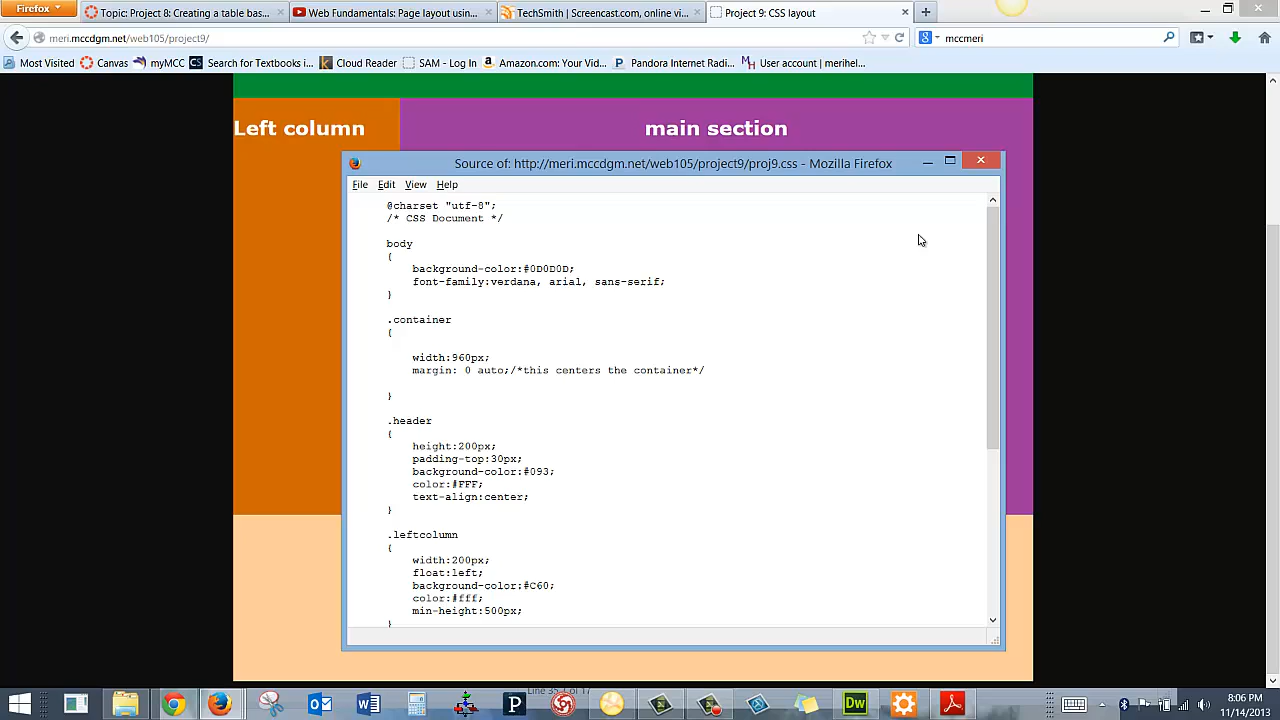 Firefox
Topic: Project 8: Creating a table bas...
Web Fundamentals: Page layout usin...
TechSmith | Screencast.com, online vi...
Project 9: CSS layout
meri.mccdgm.net/web105/project9/
mccmeri
Most Visited
Canvas
myMCC
Search for Textbooks i...
Cloud Reader
SAM - Log In
Amazon.com: Your Vid...
Pandora Internet Radi...
User account | merihel...
Left column
main section
Source of: http://meri.mccdgm.net/web105/project9/proj9.css - Mozilla Firefox
File Edit View Help
@charset "utf-8";
/* CSS Document */
body
{
background-color:#0D0D0D;
font-family:verdana, arial, sans-serif;
}
.container
{
width:960px;
margin: 0 auto;/*this centers the container*/
}
.header
{
height:200px;
padding-top:30px;
background-color:#093;
color:#FFF;
text-align:center;
}
.leftcolumn
{
width:200px;
float:left;
background-color:#C60;
color:#fff;
min-height:500px;
}
8:06 PM
11/14/2013